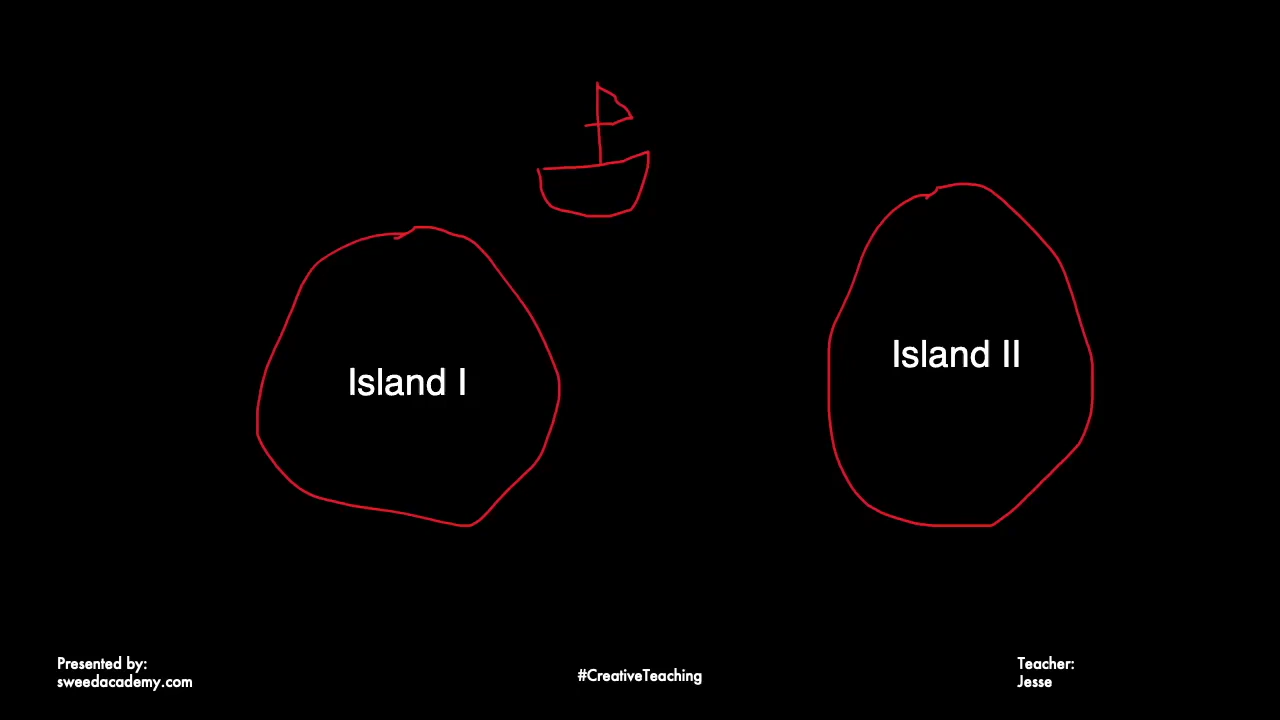 Island I
Island II
Presented by:
sweedacademy.com
#CreativeTeaching
Teacher:
Jesse